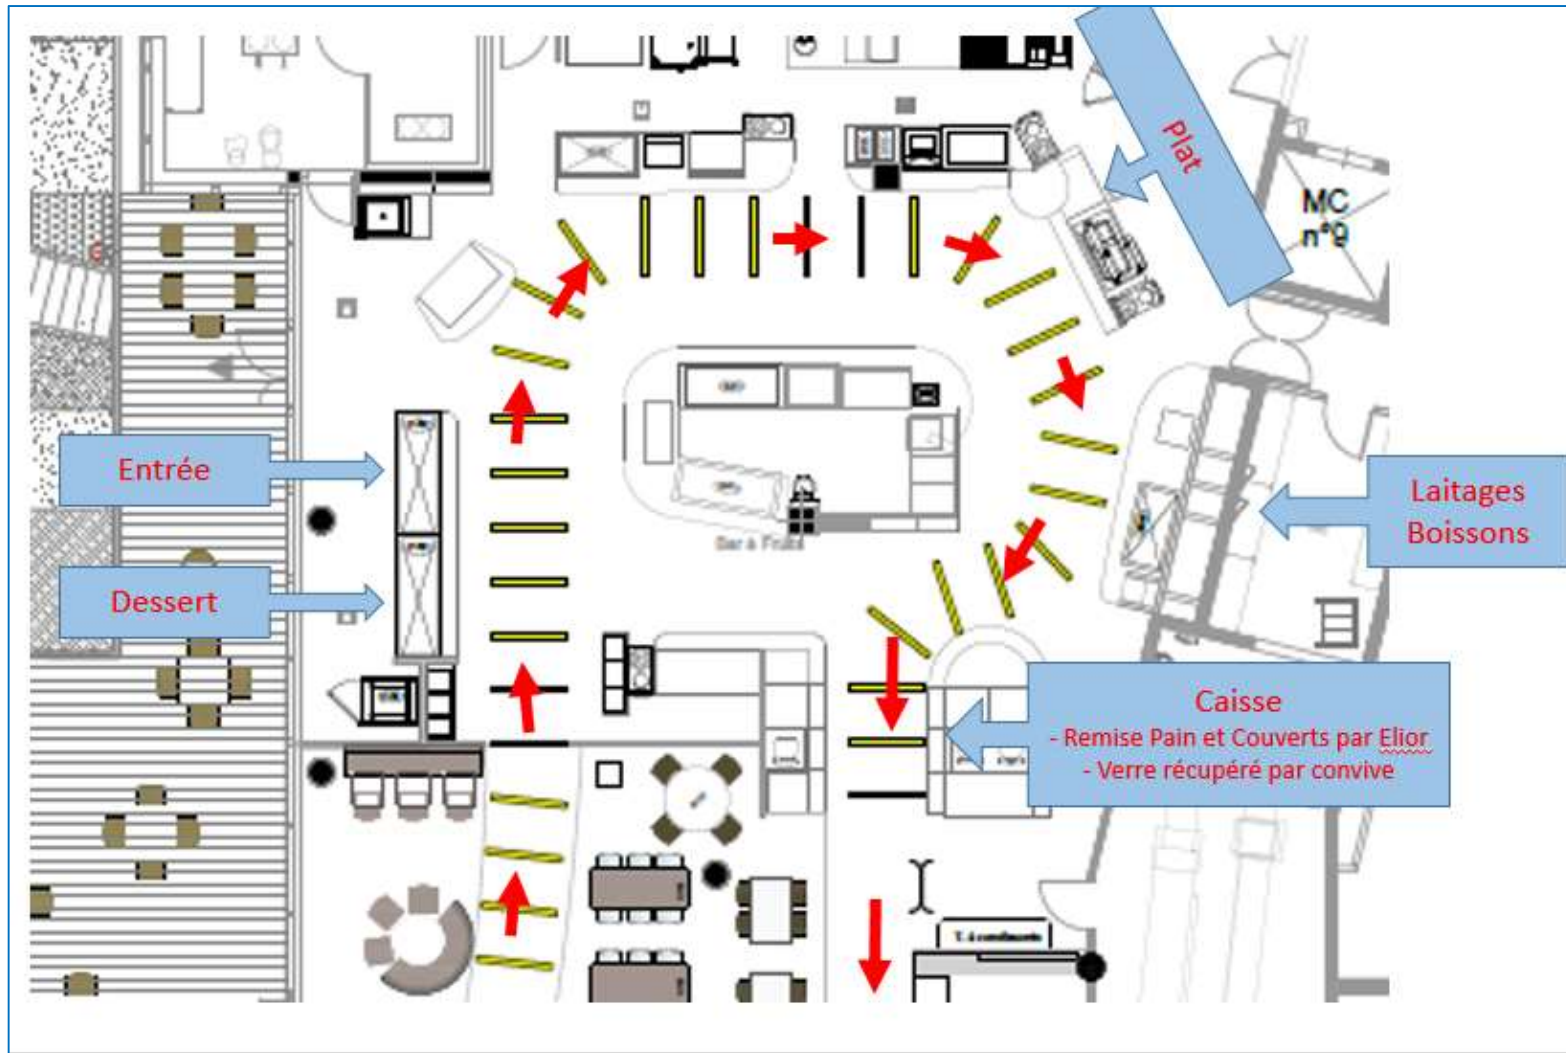 Plat
MC
n°9
Entrée
Laitages
Boissons
Dessert
Bar à Fruits
Caisse
- Remise Pain et Couverts par Elior
- Verre récupéré par convive